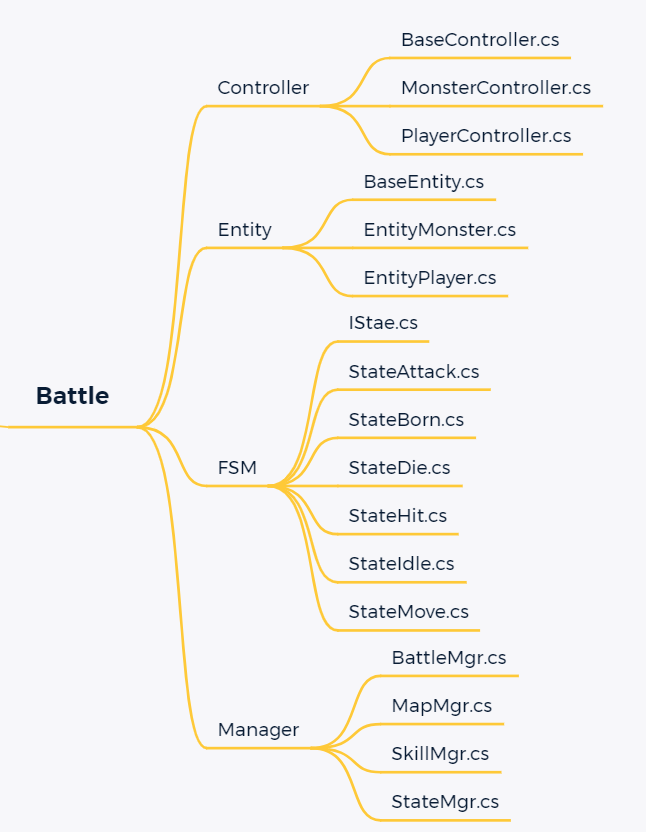 Battle
Controller
BaseController.cs
MonsterController.cs
PlayerController.cs
Entity
BaseEntity.cs
EntityMonster.cs
EntityPlayer.cs
FSM
IStae.cs
StateAttack.cs
StateBorn.cs
StateDie.cs
StateHit.cs
StateIdle.cs
StateMove.cs
Manager
BattleMgr.cs
MapMgr.cs
SkillMgr.cs
StateMgr.cs